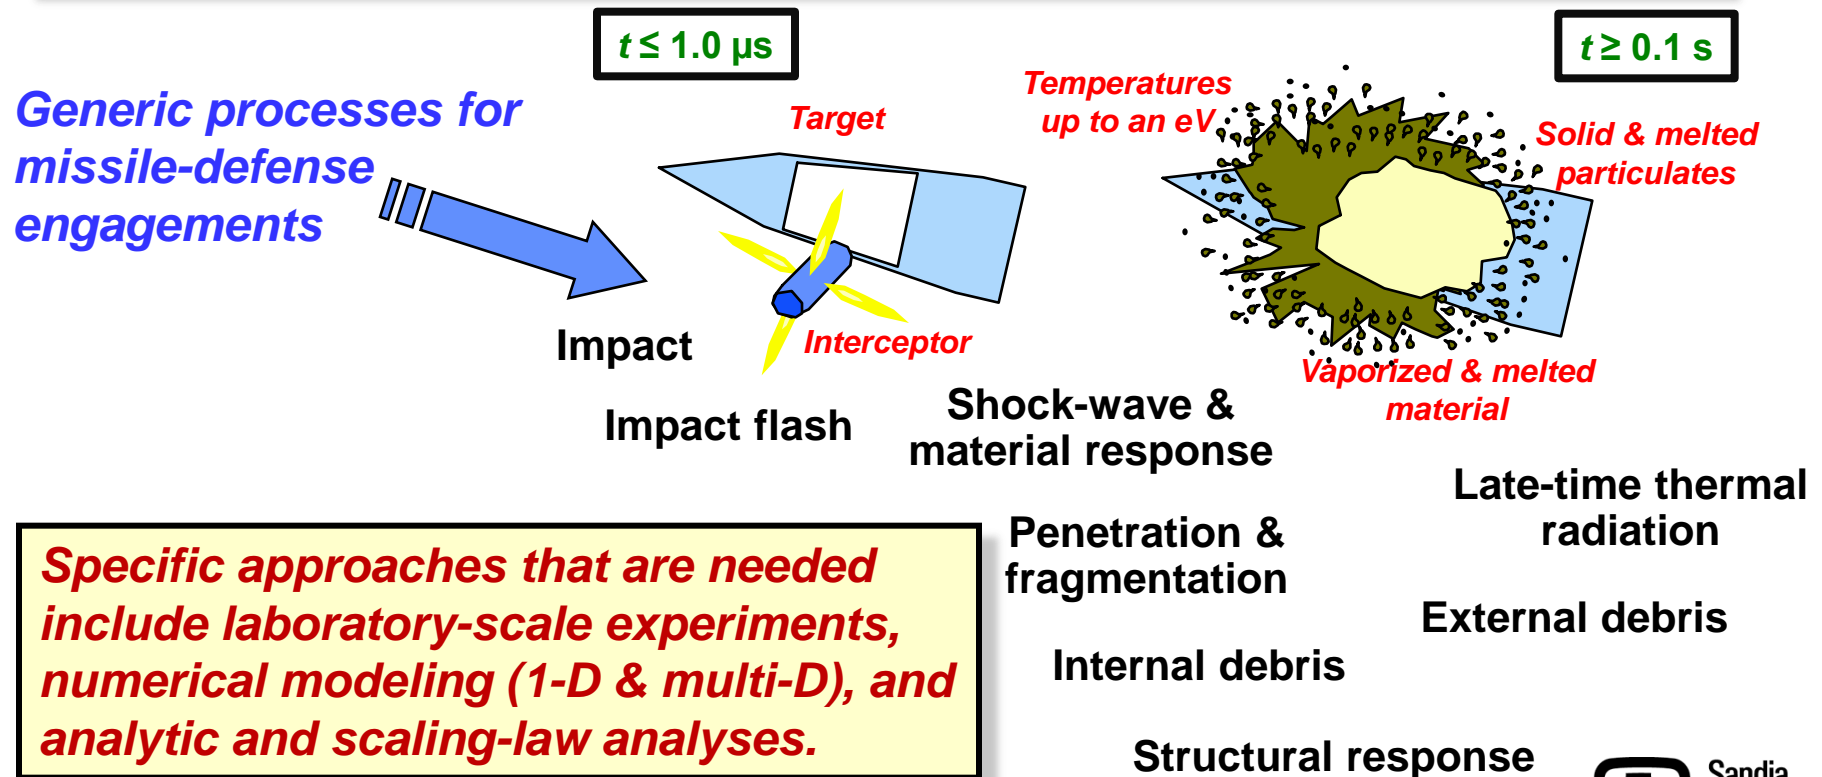 t ≤ 1.0 µs
t ≥ 0.1 s
Generic processes for
missile-defense
engagements
Target
Temperatures
up to an eV
Solid & melted
particulates
Interceptor
Vaporized & melted
material
Impact
Impact flash
Shock-wave &
material response
Late-time thermal
radiation
Penetration &
fragmentation
External debris
Internal debris
Structural response
Specific approaches that are needed
include laboratory-scale experiments,
numerical modeling (1-D & multi-D), and
analytic and scaling-law analyses.
Sandia